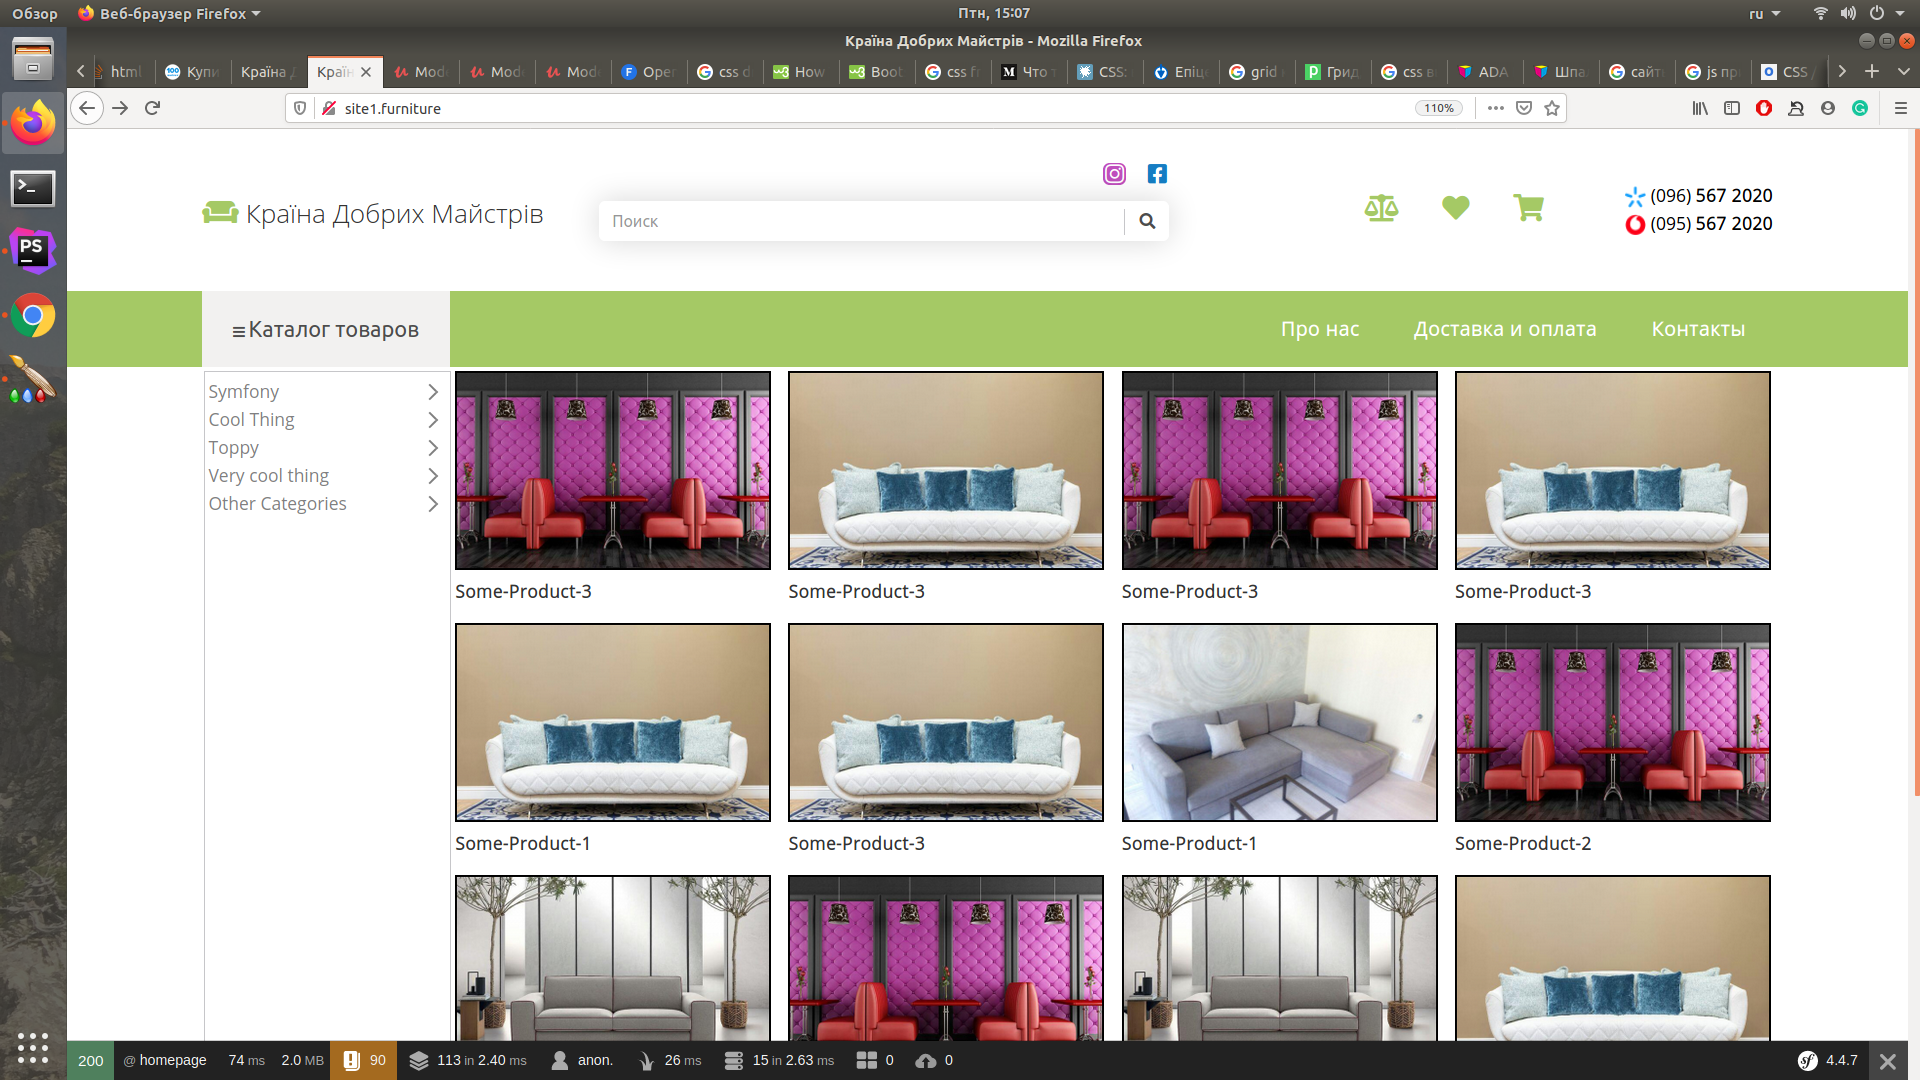 Обзор
Веб-браузер Firefox
Птн, 15:07
ru
Країна Добрих Майстрів - Mozilla Firefox
html
Купи
Країна
Країн
Mod
Mod
Mod
Oper
css d
How
Boot
css f
Что
CSS:
Епіц
grid
Грид
css в
ADA
Шпа
сайт
js пр
CSS
site1.furniture
110%
Країна Добрих Майстрів
Поиск
(096) 567 2020
(095) 567 2020
Каталог товаров
Про нас
Доставка и оплата
Контакты
Symfony
Cool Thing
Toppy
Very cool thing
Other Categories
Some-Product-3
Some-Product-3
Some-Product-3
Some-Product-3
Some-Product-1
Some-Product-3
Some-Product-1
Some-Product-2
200
@ homepage
74 ms
2.0 MB
90
113 in 2.40 ms
anon.
26 ms
15 in 2.63 ms
0
0
4.4.7